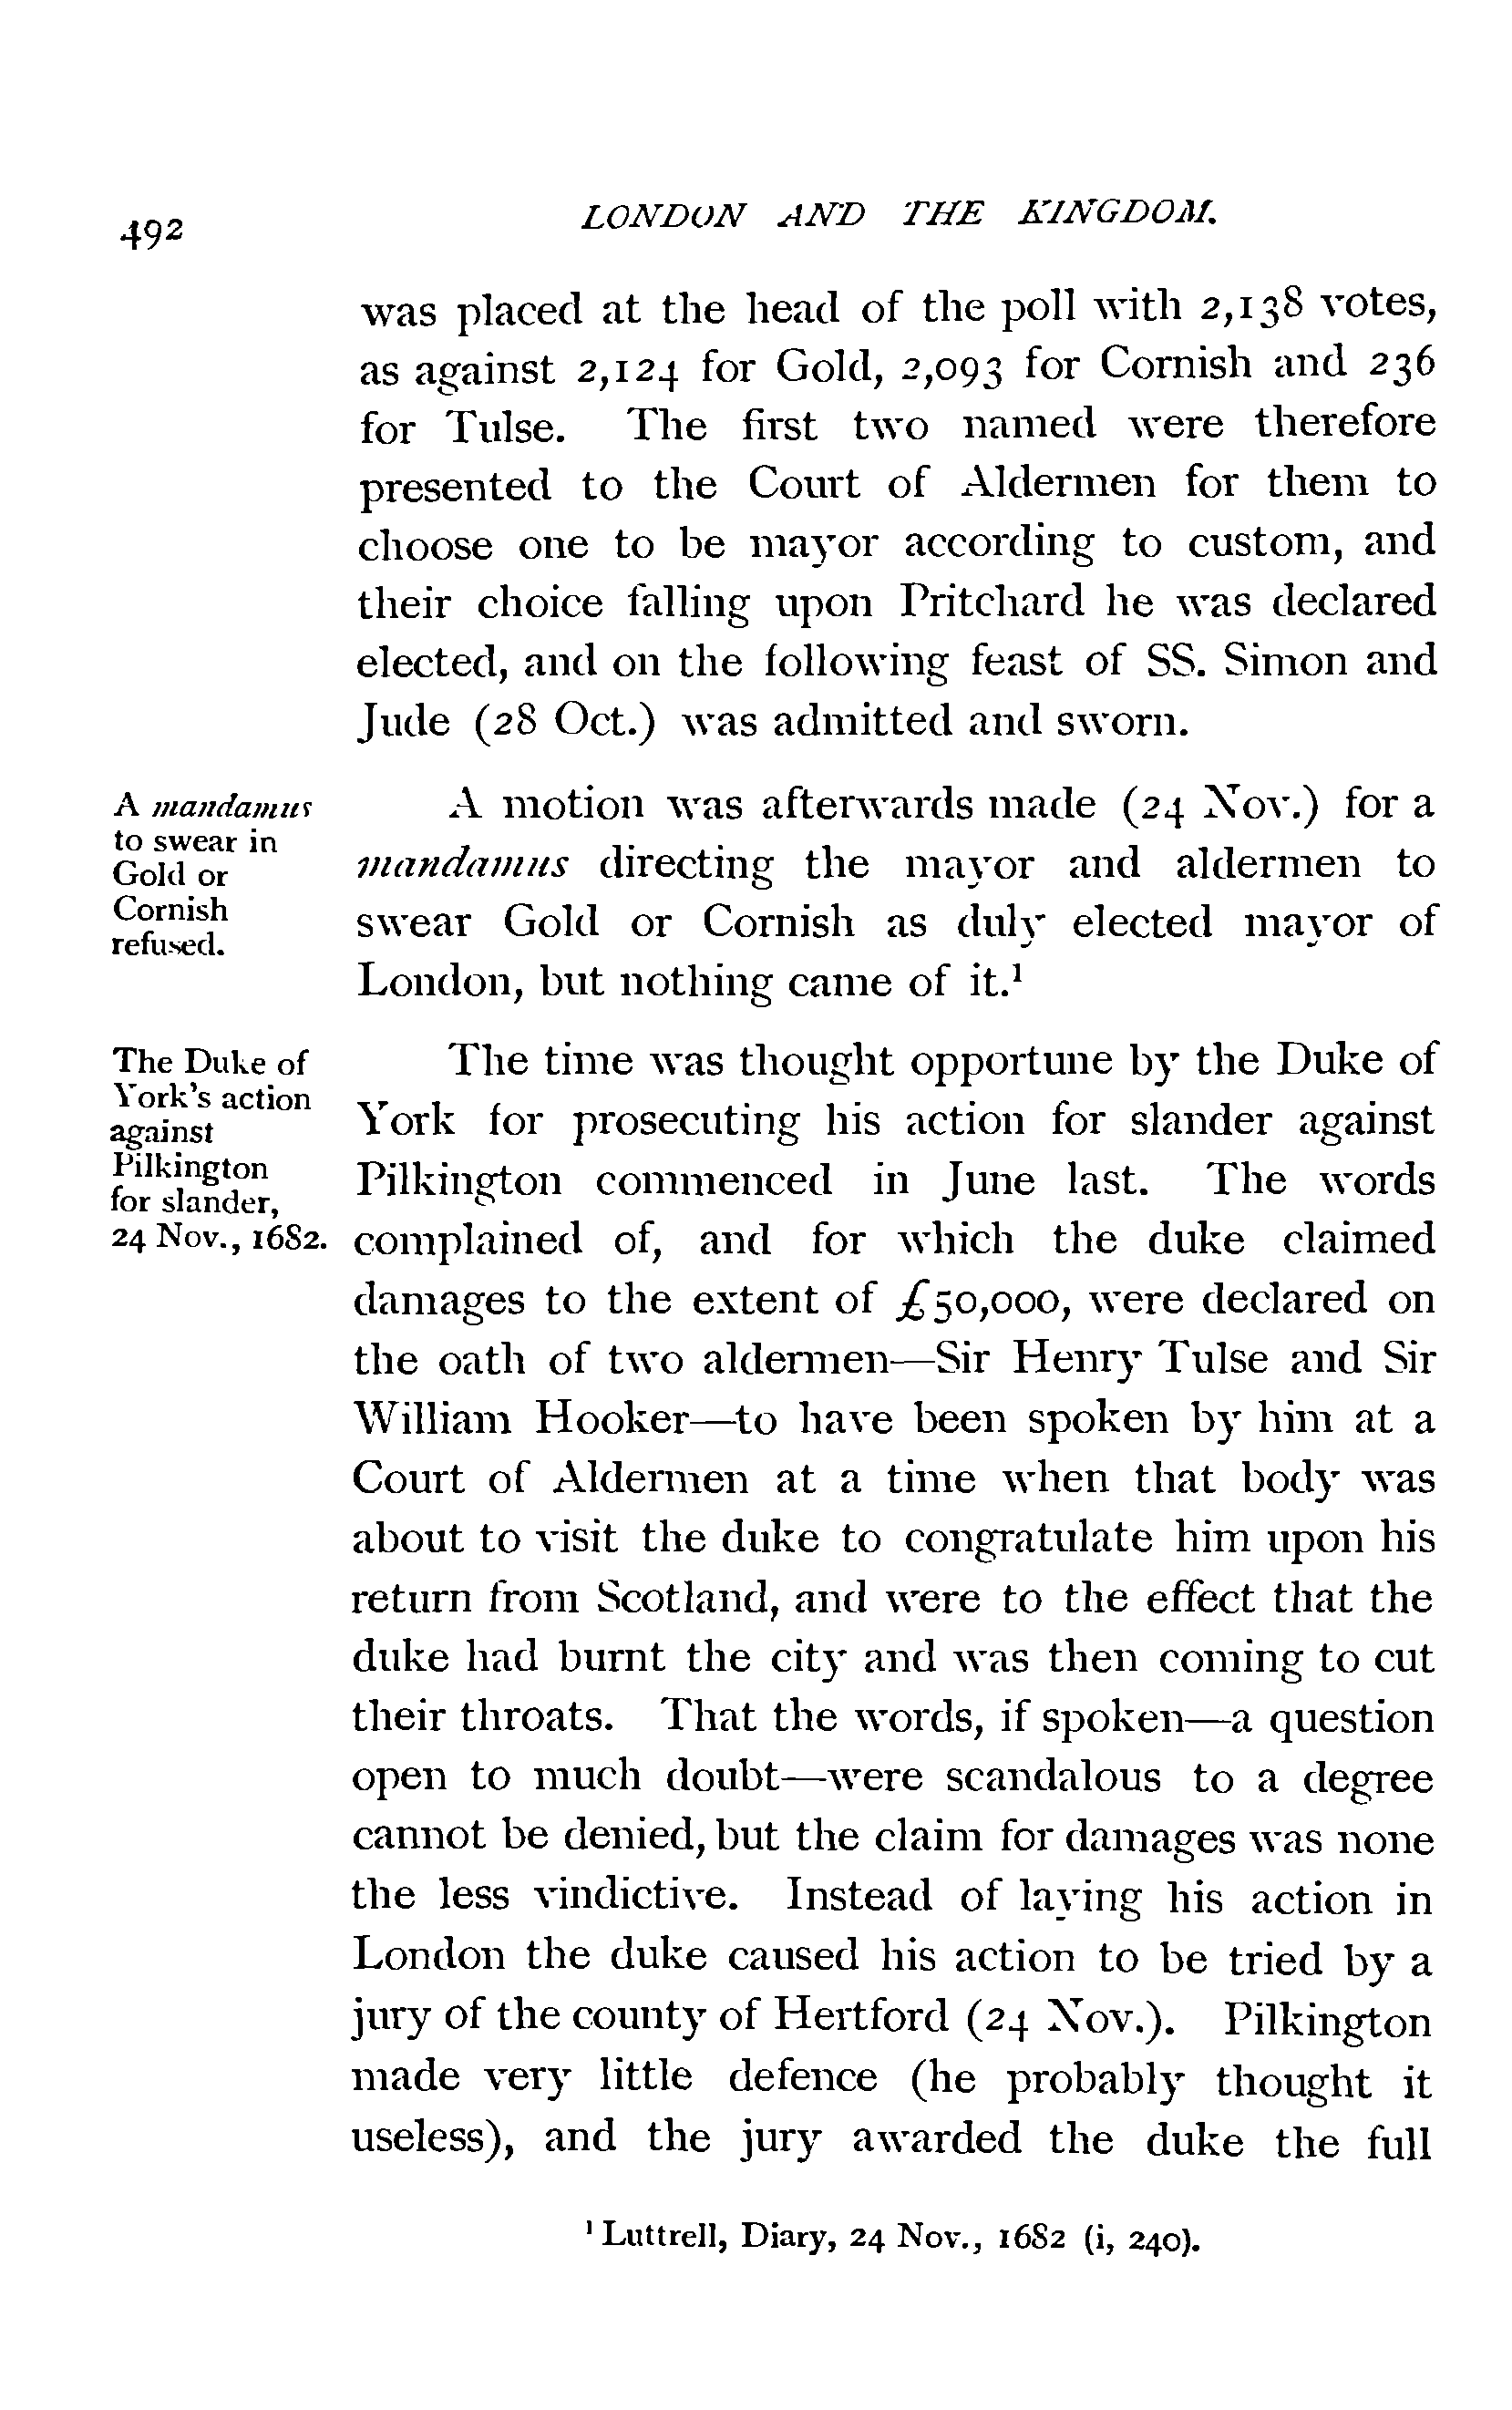 492
LONDON AND THE KINGDOM.
was placed at the head of the poll with 2,138 votes,
as against 2,124 for Gold, 2,093 for Cornish and 236
for Tulse. The first two named were therefore
presented to the Court of Aldermen for them to
choose one to be mayor according to custom, and
their choice falling upon Pritchard he was declared
elected, and on the following feast of SS. Simon and
Jude (28 Oct.) was admitted and sworn.
A mandamus
to swear in
Gold or
Cornish
refused.
A motion was afterwards made (24 Nov.) for a
mandamus directing the mayor and aldermen to
swear Gold or Cornish as duly elected mayor of
London, but nothing came of it.¹
The Duke of
York's action
against
Pilkington
for slander,
24 Nov., 1682.
The time was thought opportune by the Duke of
York for prosecuting his action for slander against
Pilkington commenced in June last. The words
complained of, and for which the duke claimed
damages to the extent of £50,000, were declared on
the oath of two aldermen—Sir Henry Tulse and Sir
William Hooker—to have been spoken by him at a
Court of Aldermen at a time when that body was
about to visit the duke to congratulate him upon his
return from Scotland, and were to the effect that the
duke had burnt the city and was then coming to cut
their throats. That the words, if spoken—a question
open to much doubt—were scandalous to a degree
cannot be denied, but the claim for damages was none
the less vindictive. Instead of laying his action in
London the duke caused his action to be tried by a
jury of the county of Hertford (24 Nov.). Pilkington
made very little defence (he probably thought it
useless), and the jury awarded the duke the full
¹ Luttrell, Diary, 24 Nov., 1682 (i, 240).